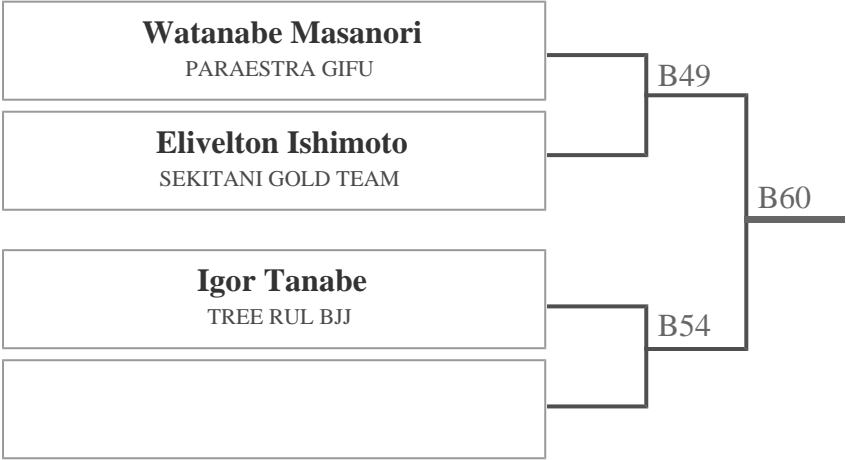 Watanabe Masanori
PARAESTRA GIFU
B49
Elivelton Ishimoto
SEKITANI GOLD TEAM
B60
Igor Tanabe
TREE RUL BJJ
B54